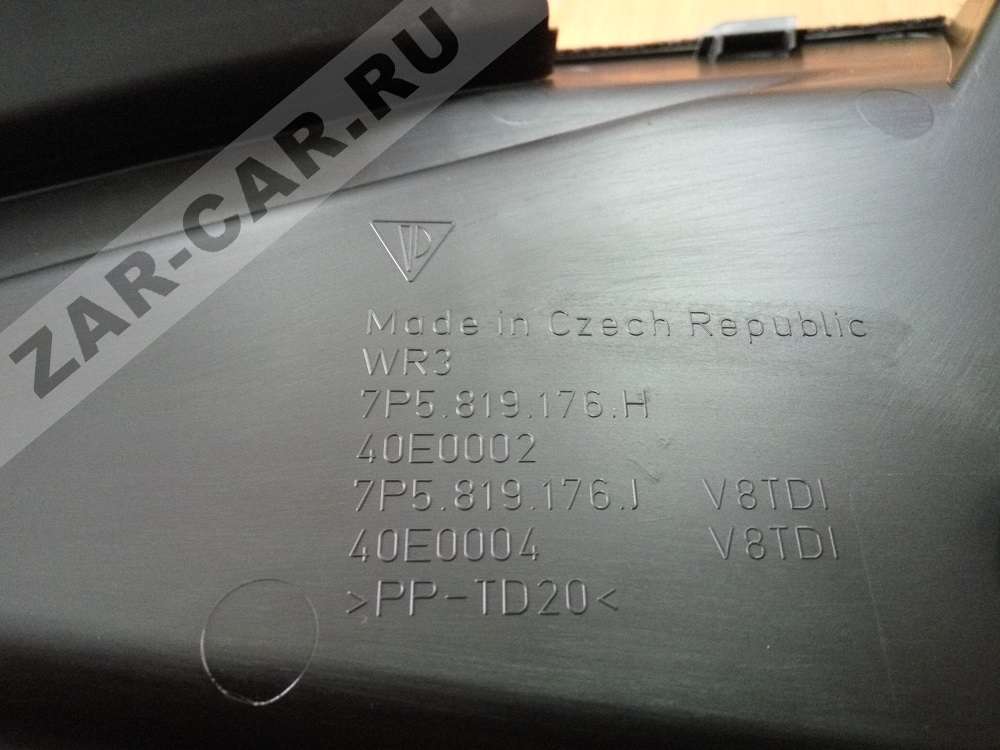 ZAR-CAR.RU
Made in Czech Republic
WR3
7P5.819.176.H
40E0002
7P5.819.176.J V8TDI
40E0004 V8TDI
>PP-TD20<